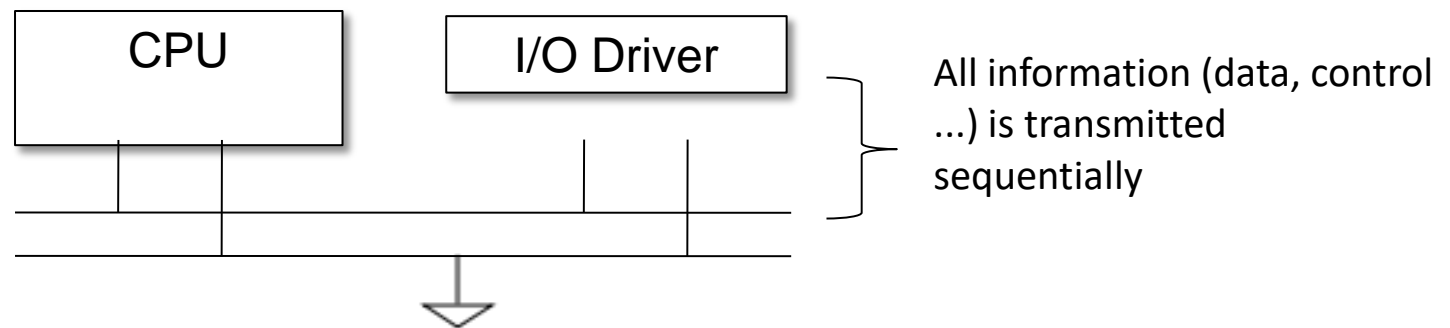 CPU
I/O Driver
All information (data, control
...) is transmitted
sequentially